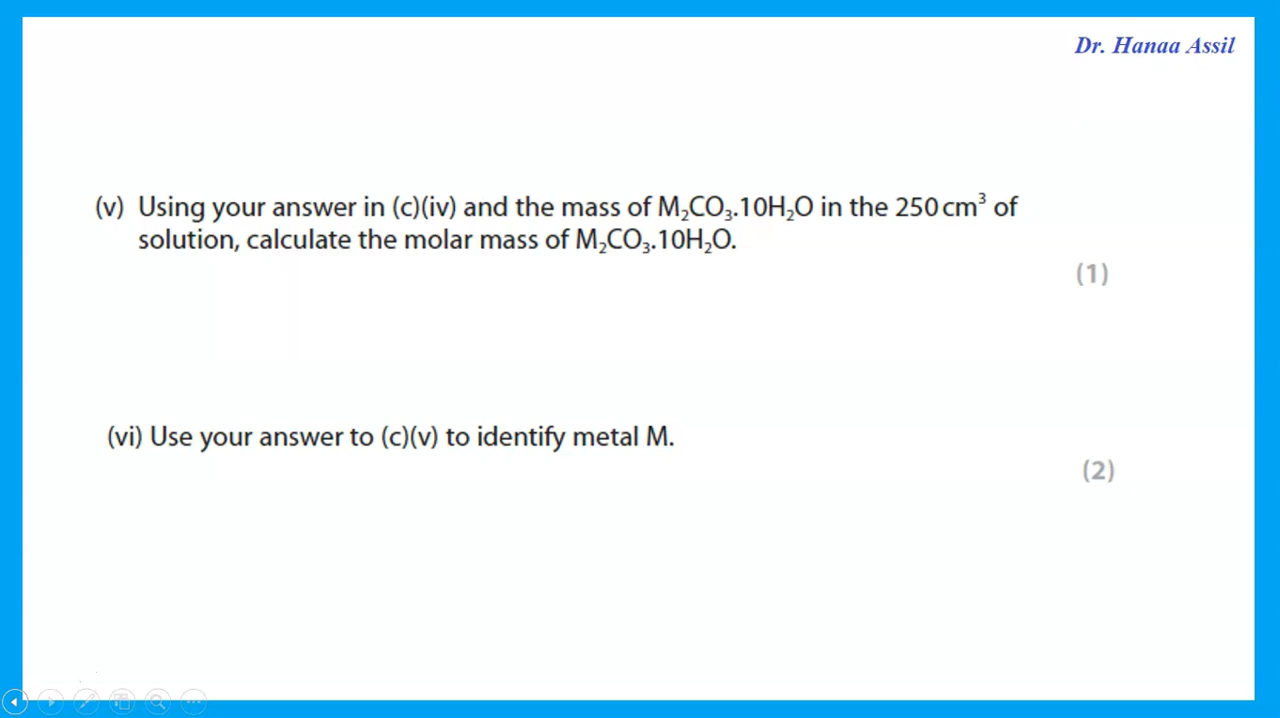 Dr. Hanaa Assil
(v) Using your answer in (c)(iv) and the mass of M₂CO₃.10H₂O in the 250 cm³ of
solution, calculate the molar mass of M₂CO₃.10H₂O.
(1)
(vi) Use your answer to (c)(v) to identify metal M.
(2)